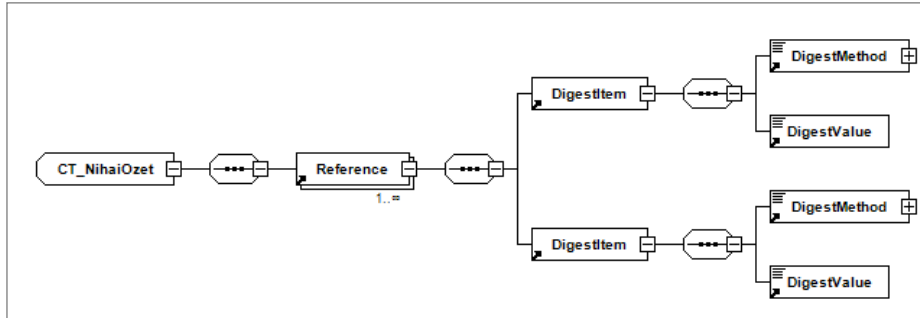 DigestMethod
DigestItem
DigestValue
CT_NihaiOzet
Reference
1..∞
DigestMethod
DigestItem
DigestValue